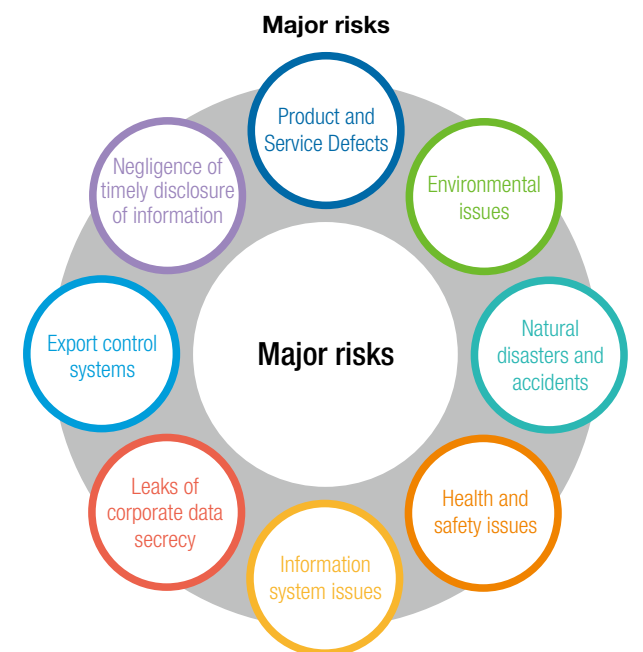 Major risks
Product and
Service Defects
Environmental
issues
Natural
disasters and
accidents
Health and
safety issues
Information
system issues
Leaks of
corporate data
secrecy
Export control
systems
Negligence of
timely disclosure
of information
Major risks